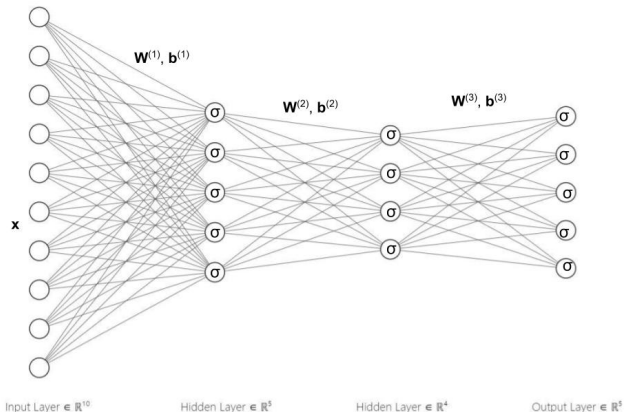 W⁽¹⁾, b⁽¹⁾
W⁽²⁾, b⁽²⁾
W⁽³⁾, b⁽³⁾
σ σ σ
σ σ σ
σ σ σ
σ σ σ
σ σ
x
Input Layer ∈ ℝ¹⁰ Hidden Layer ∈ ℝ⁵ Hidden Layer ∈ ℝ⁴ Output Layer ∈ ℝ⁵